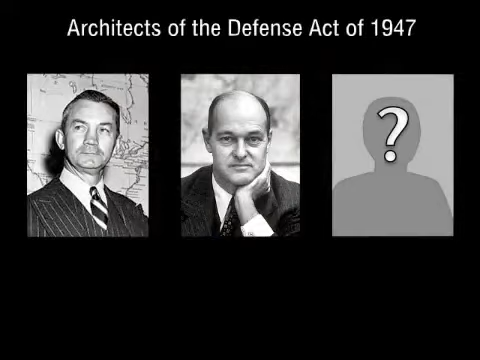 Architects of the Defense Act of 1947
?